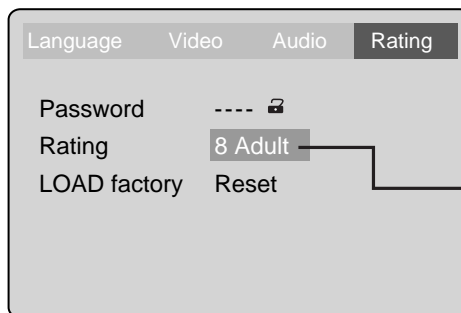 Language Video Audio Rating
Password ----
Rating 8 Adult
LOAD factory Reset